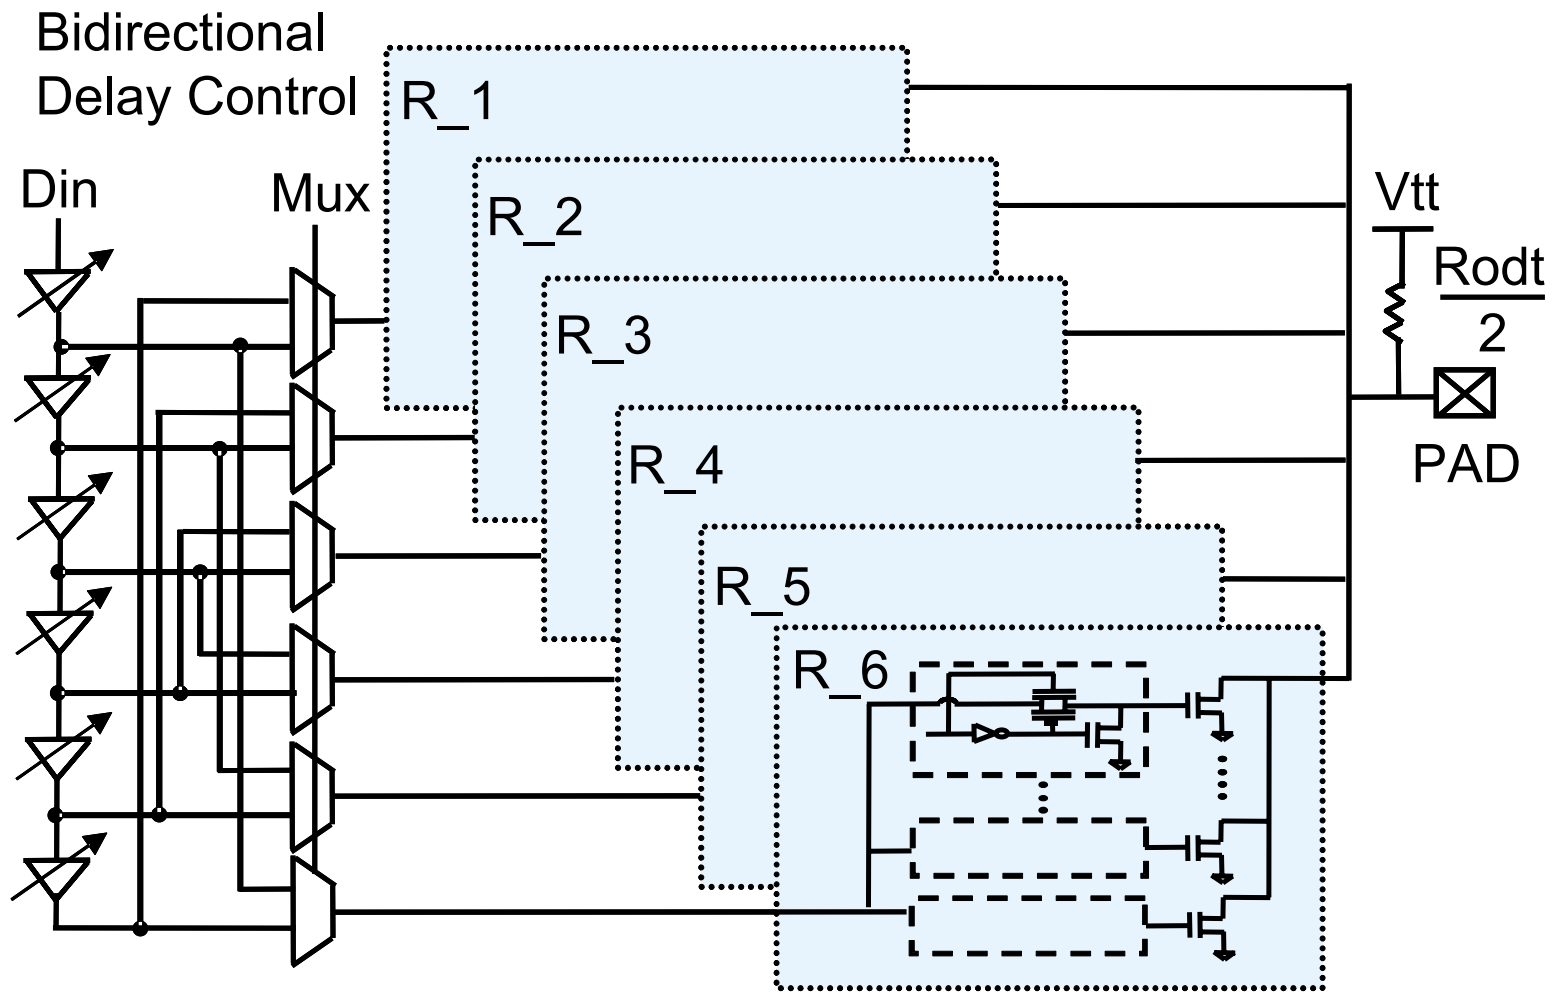 Bidirectional
Delay Control
Din
Mux
R_1
R_2
R_3
R_4
R_5
R_6
Vtt
Rodt
2
PAD